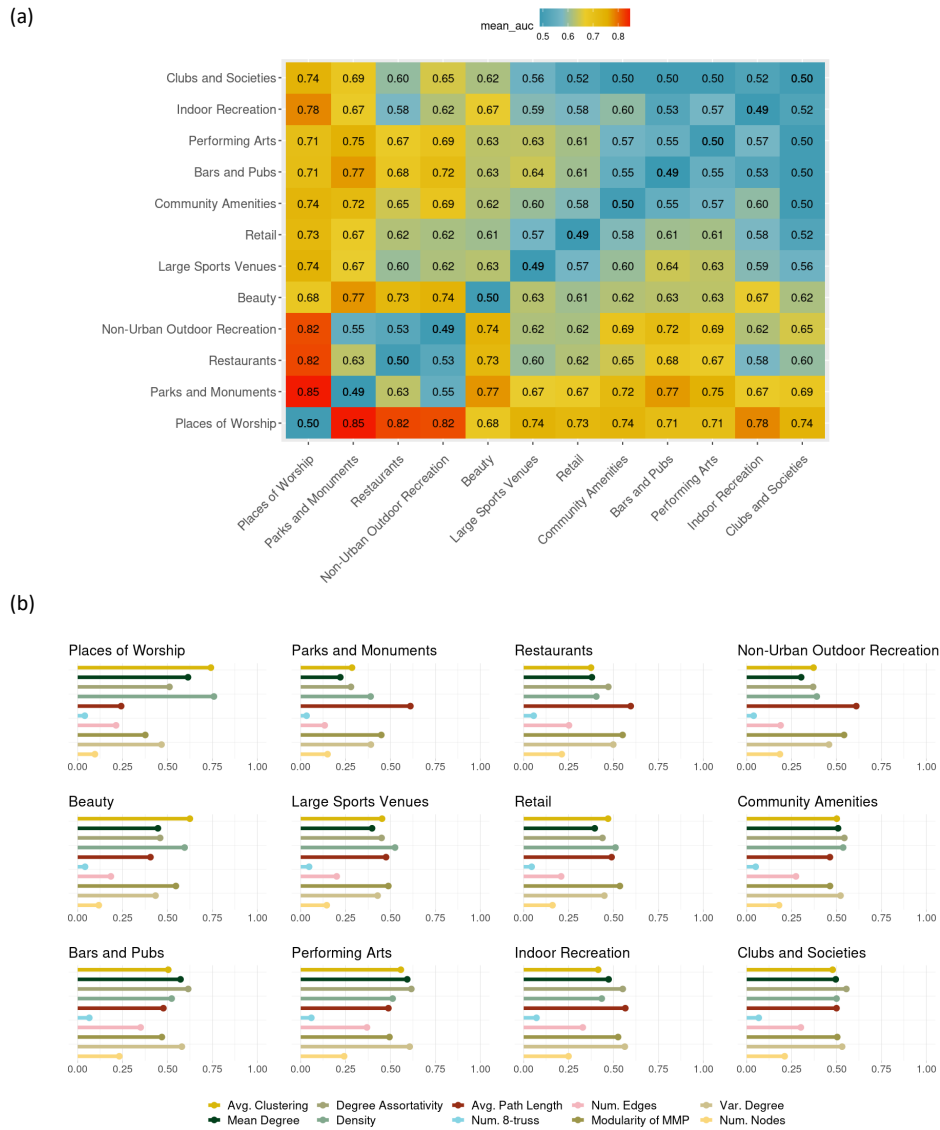 (a)
mean_auc
0.5 0.6 0.7 0.8
Clubs and Societies 0.74 0.69 0.60 0.65 0.62 0.56 0.52 0.50 0.50 0.50 0.52 0.50
Indoor Recreation 0.78 0.67 0.58 0.62 0.67 0.59 0.58 0.60 0.53 0.57 0.49 0.52
Performing Arts 0.71 0.75 0.67 0.69 0.63 0.63 0.61 0.57 0.55 0.50 0.57 0.50
Bars and Pubs 0.71 0.77 0.68 0.72 0.63 0.64 0.61 0.55 0.49 0.55 0.53 0.50
Community Amenities 0.74 0.72 0.65 0.69 0.62 0.60 0.58 0.50 0.55 0.57 0.60 0.50
Retail 0.73 0.67 0.62 0.62 0.61 0.57 0.49 0.58 0.61 0.61 0.58 0.52
Large Sports Venues 0.74 0.67 0.60 0.62 0.63 0.49 0.57 0.60 0.64 0.63 0.59 0.56
Beauty 0.68 0.77 0.73 0.74 0.50 0.63 0.61 0.62 0.63 0.63 0.67 0.62
Non-Urban Outdoor Recreation 0.82 0.55 0.53 0.49 0.74 0.62 0.62 0.69 0.72 0.69 0.62 0.65
Restaurants 0.82 0.63 0.50 0.53 0.73 0.60 0.62 0.65 0.68 0.67 0.58 0.60
Parks and Monuments 0.85 0.49 0.63 0.55 0.77 0.67 0.67 0.72 0.77 0.75 0.67 0.69
Places of Worship 0.50 0.85 0.82 0.82 0.68 0.74 0.73 0.74 0.71 0.71 0.78 0.74
Places of Worship
Parks and Monuments
Restaurants
Non-Urban Outdoor Recreation
Beauty
Large Sports Venues
Retail
Community Amenities
Bars and Pubs
Performing Arts
Indoor Recreation
Clubs and Societies
(b)
Places of Worship Parks and Monuments Restaurants Non-Urban Outdoor Recreation
0.00 0.25 0.50 0.75 1.00 0.00 0.25 0.50 0.75 1.00 0.00 0.25 0.50 0.75 1.00 0.00 0.25 0.50 0.75 1.00
Beauty Large Sports Venues Retail Community Amenities
0.00 0.25 0.50 0.75 1.00 0.00 0.25 0.50 0.75 1.00 0.00 0.25 0.50 0.75 1.00 0.00 0.25 0.50 0.75 1.00
Bars and Pubs Performing Arts Indoor Recreation Clubs and Societies
0.00 0.25 0.50 0.75 1.00 0.00 0.25 0.50 0.75 1.00 0.00 0.25 0.50 0.75 1.00 0.00 0.25 0.50 0.75 1.00
Avg. Clustering Degree Assortativity Avg. Path Length Num. Edges Var. Degree
Mean Degree Density Num. 8-truss Modularity of MMP Num. Nodes